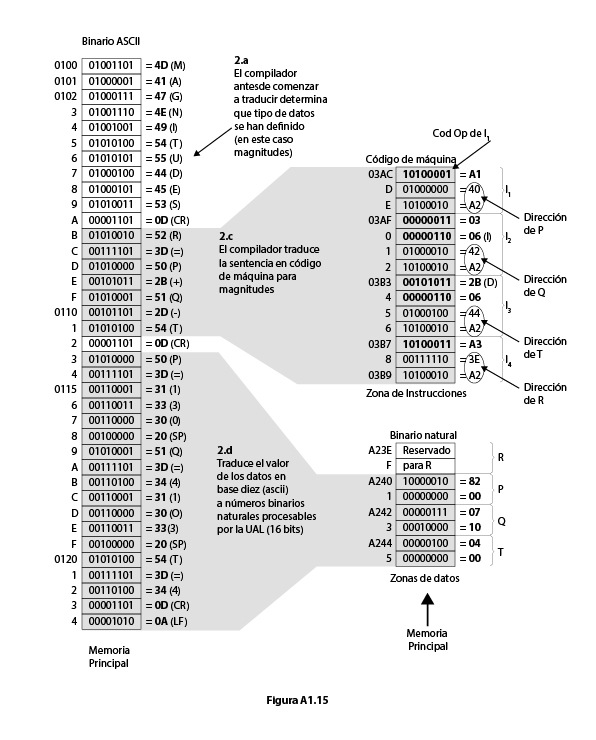 Binario ASCII
0100 01001101 = 4D (M)
0101 01000001 = 41 (A)
0102 01000111 = 47 (G)
3 01001110 = 4E (N)
4 01001001 = 49 (I)
5 01010100 = 54 (T)
6 01010101 = 55 (U)
7 01000100 = 44 (D)
8 01000101 = 45 (E)
9 01010011 = 53 (S)
A 00001101 = 0D (CR)
B 01010010 = 52 (R)
C 00111101 = 3D (=)
D 01010000 = 50 (P)
E 00101011 = 2B (+)
F 01010001 = 51 (Q)
0110 00101101 = 2D (-)
1 01010100 = 54 (T)
2 00001101 = 0D (CR)
3 01010000 = 50 (P)
4 00111101 = 3D (=)
0115 00110001 = 31 (1)
6 00110011 = 33 (3)
7 00110000 = 30 (0)
8 00100000 = 20 (SP)
9 01010001 = 51 (Q)
A 00111101 = 3D (=)
B 00110100 = 34 (4)
C 00110001 = 31 (1)
D 00110000 = 30 (O)
E 00110011 = 33(3)
F 00100000 = 20 (SP)
0120 01010100 = 54 (T)
1 00111101 = 3D (=)
2 00110100 = 34 (4)
3 00001101 = 0D (CR)
4 00001010 = 0A (LF)
Memoria
Principal
2.a
El compilador
antesde comenzar
a traducir determina
que tipo de datos
se han definido
(en este caso
magnitudes)
2.c
El compilador traduce
la sentencia en código
de máquina para
magnitudes
2.d
Traduce el valor
de los datos en
base diez (ascii)
a números binarios
naturales procesables
por la UAL (16 bits)
Cod Op de I1
Código de máquina
03AC 10100001 = A1
D 01000000 = 40
E 10100010 = A2
I1
Dirección
de P
03AF 00000011 = 03
0 00000110 = 06 (I)
1 01000010 = 42
2 10100010 = A2
I2
Dirección
de Q
03B3 00101011 = 2B (D)
4 00000110 = 06
5 01000100 = 44
6 10100010 = A2
I3
Dirección
de T
03B7 10100011 = A3
8 00111110 = 3E
03B9 10100010 = A2
I4
Dirección
de R
Zona de Instrucciones
Binario natural
A23E Reservado
F para R
R
A240 10000010 = 82
1 00000000 = 00
P
A242 00000111 = 07
3 00010000 = 10
Q
A244 00000100 = 04
5 00000000 = 00
T
Zonas de datos
Memoria
Principal
Figura A1.15